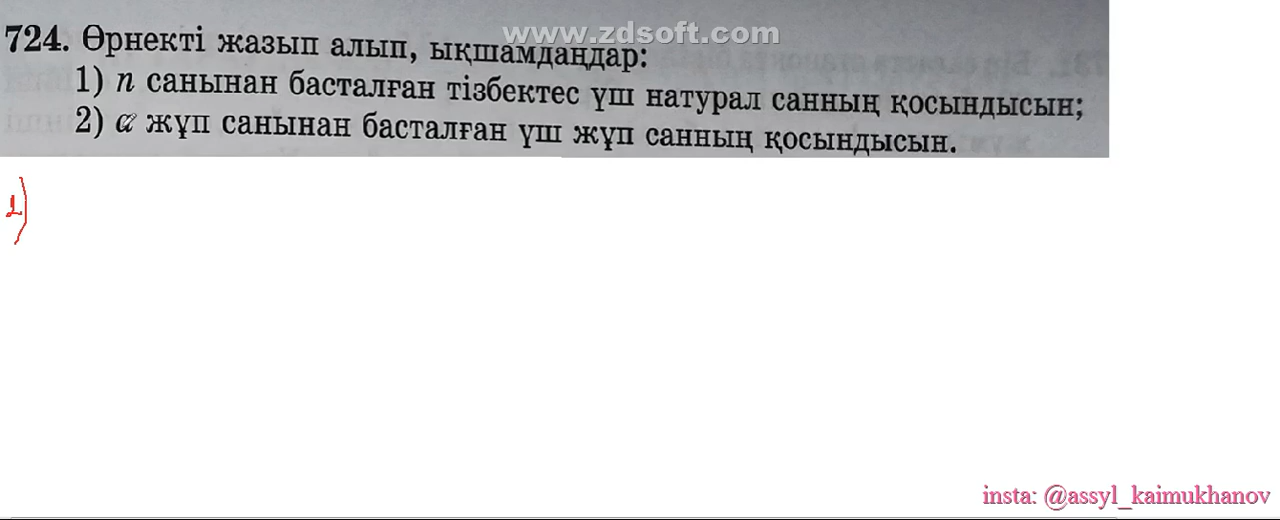 www.zdsoft.com
724. Өрнекті жазып алып, ықшамдаңдар:
1) n санынан басталған тізбектес үш натурал санның қосындысын;
2) a жұп санынан басталған үш жұп санның қосындысын.
1)
insta: @assyl_kaimukhanov